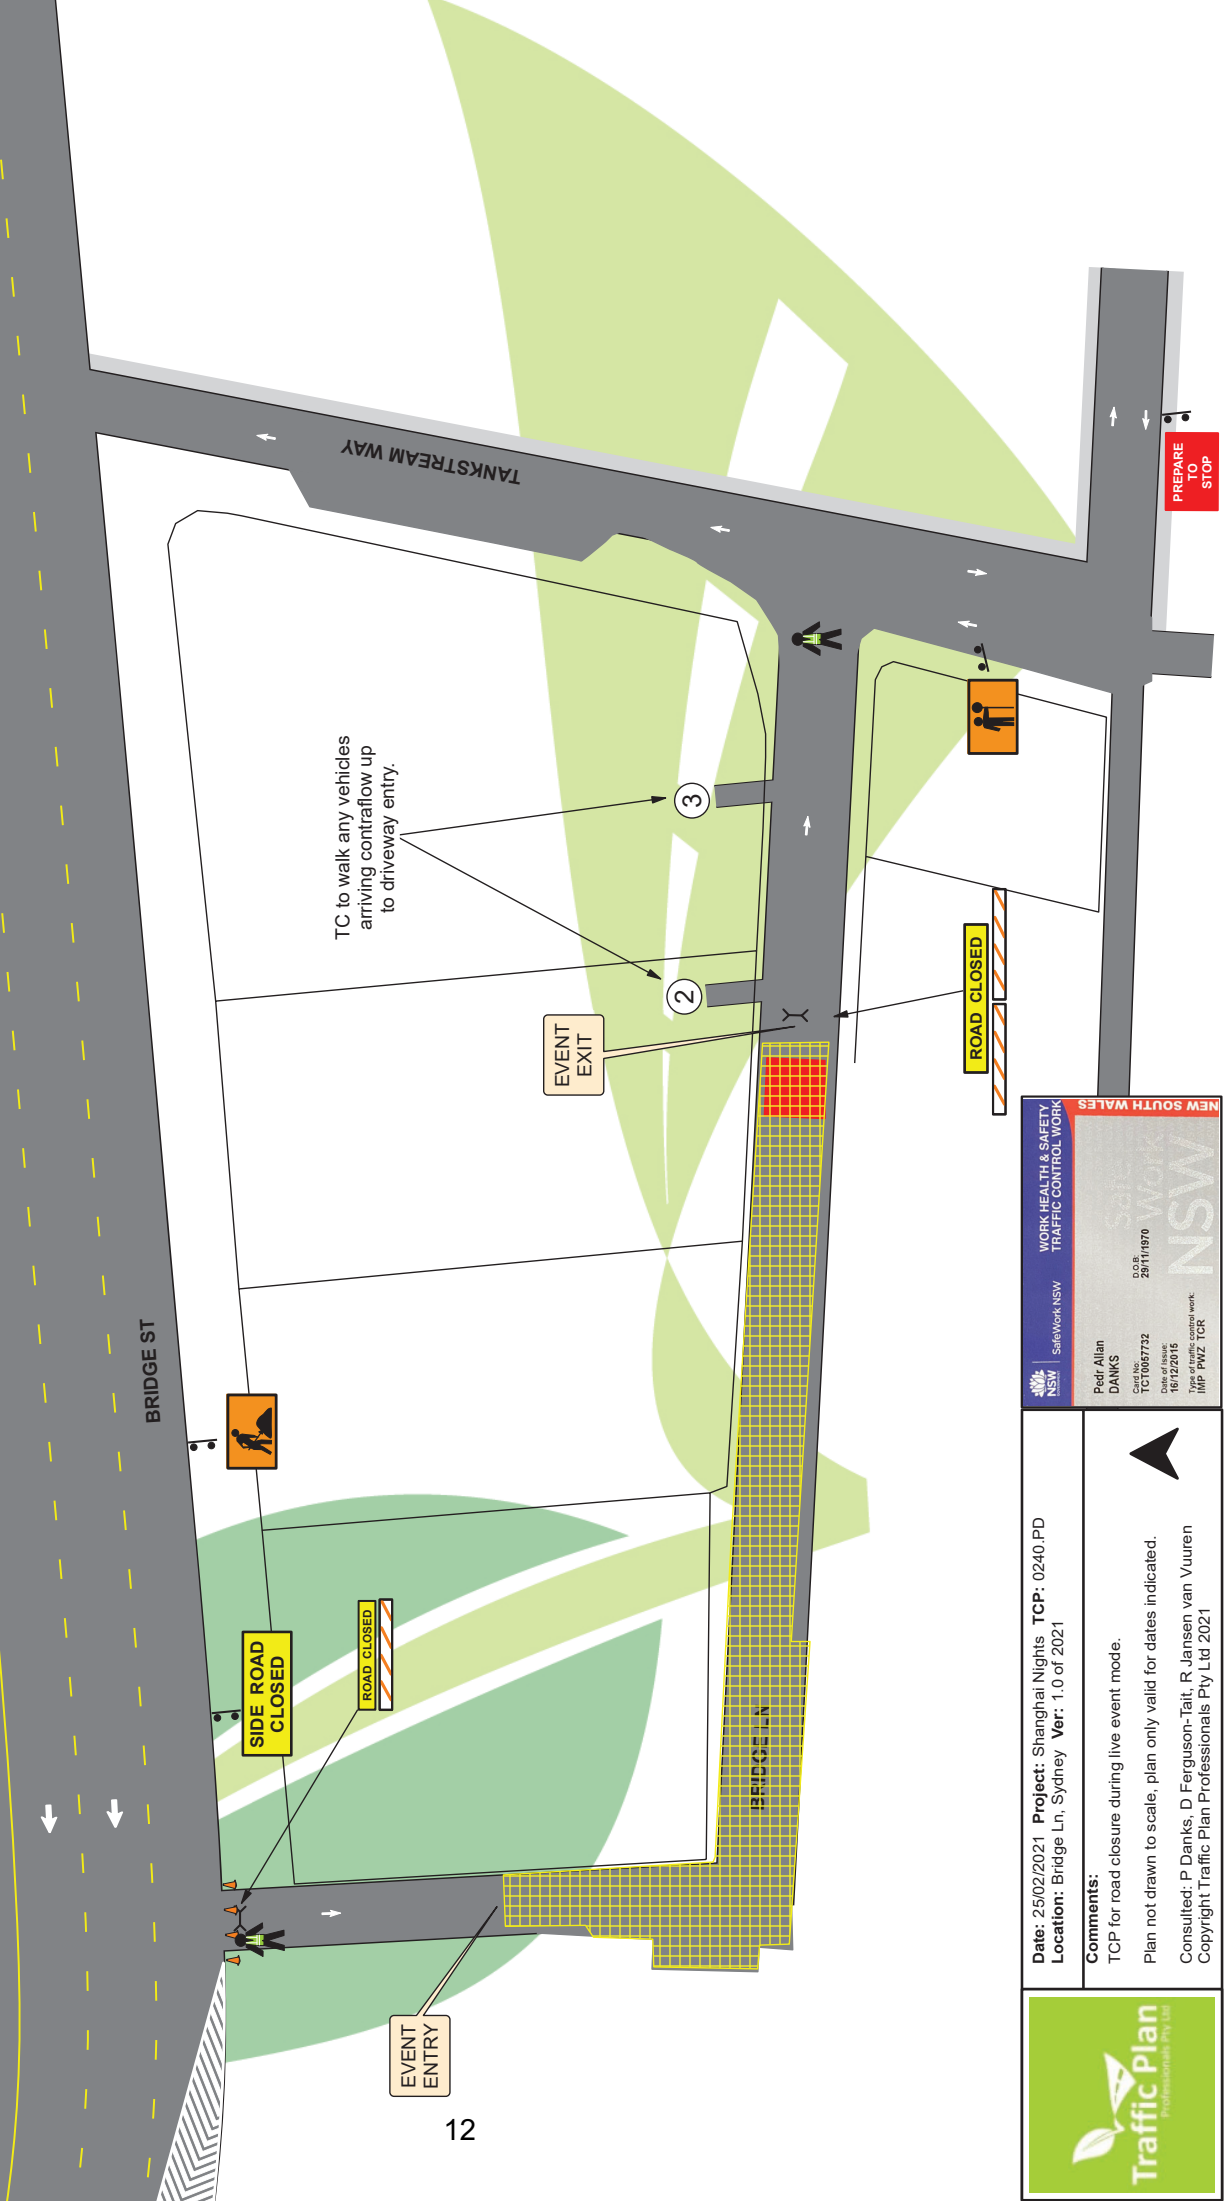 BRIDGE ST
TANKSTREAM WAY
BRIDGE LN
TC to walk any vehicles
arriving contraflow up
to driveway entry.
3
2
EVENT
EXIT
EVENT
ENTRY
SIDE ROAD
CLOSED
ROAD CLOSED
ROAD CLOSED
PREPARE
TO
STOP
12
Traffic Plan
Professionals Pty Ltd
Date: 25/02/2021 Project: Shanghai Nights TCP: 0240.PD
Location: Bridge Ln, Sydney Ver: 1.0 of 2021
Comments:
TCP for road closure during live event mode.
Plan not drawn to scale, plan only valid for dates indicated.
Consulted: P Danks, D Ferguson-Tait, R Jansen van Vuuren
Copyright Traffic Plan Professionals Pty Ltd 2021
NSW
SafeWork NSW
WORK HEALTH & SAFETY
TRAFFIC CONTROL WORK
NEW SOUTH WALES
Safe
Work
NSW
Pedr Allan
DANKS
Card No:
TCT0057732
D.O.B:
29/11/1970
Date of Issue:
16/12/2015
Type of traffic control work:
IMP PWZ TCR